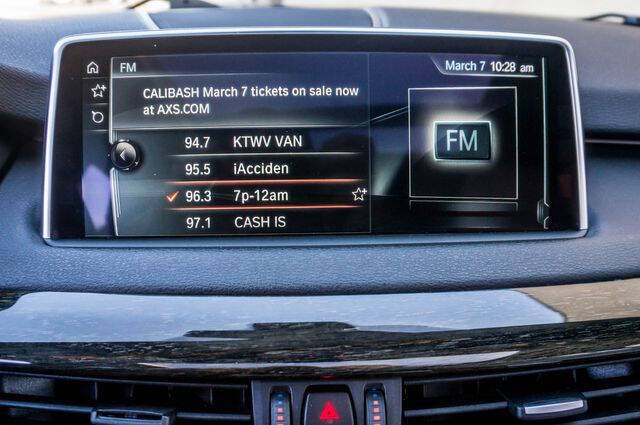 FM
March 7 10:28 am
CALIBASH March 7 tickets on sale now
at AXS.COM
94.7 KTWV VAN
95.5 iAcciden
96.3 7p-12am
97.1 CASH IS
FM